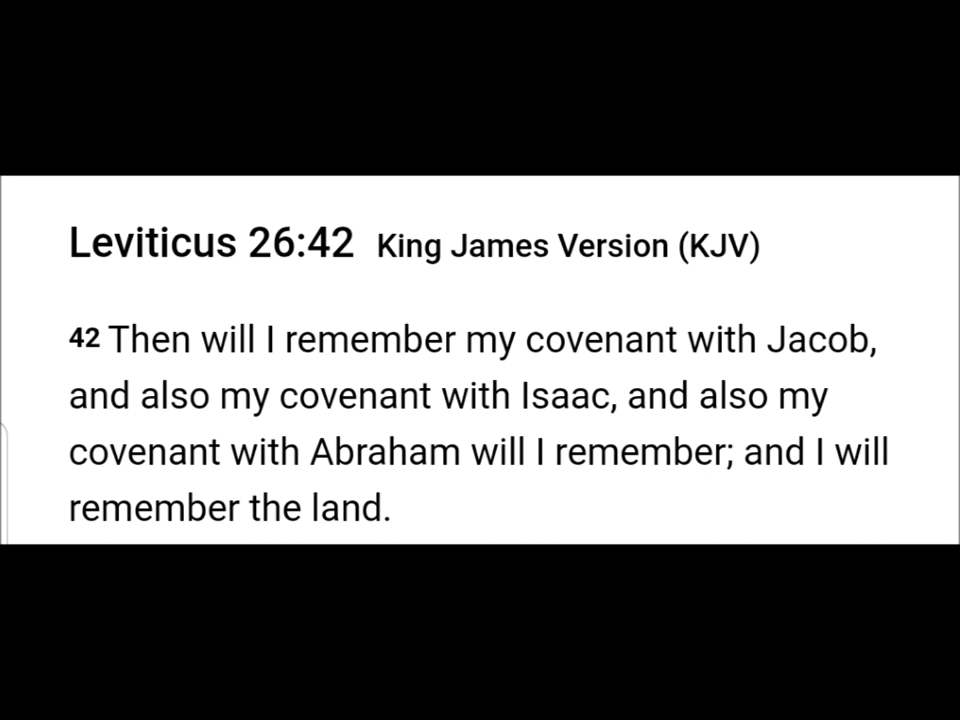 Leviticus 26:42 King James Version (KJV)
42 Then will I remember my covenant with Jacob,
and also my covenant with Isaac, and also my
covenant with Abraham will I remember; and I will
remember the land.